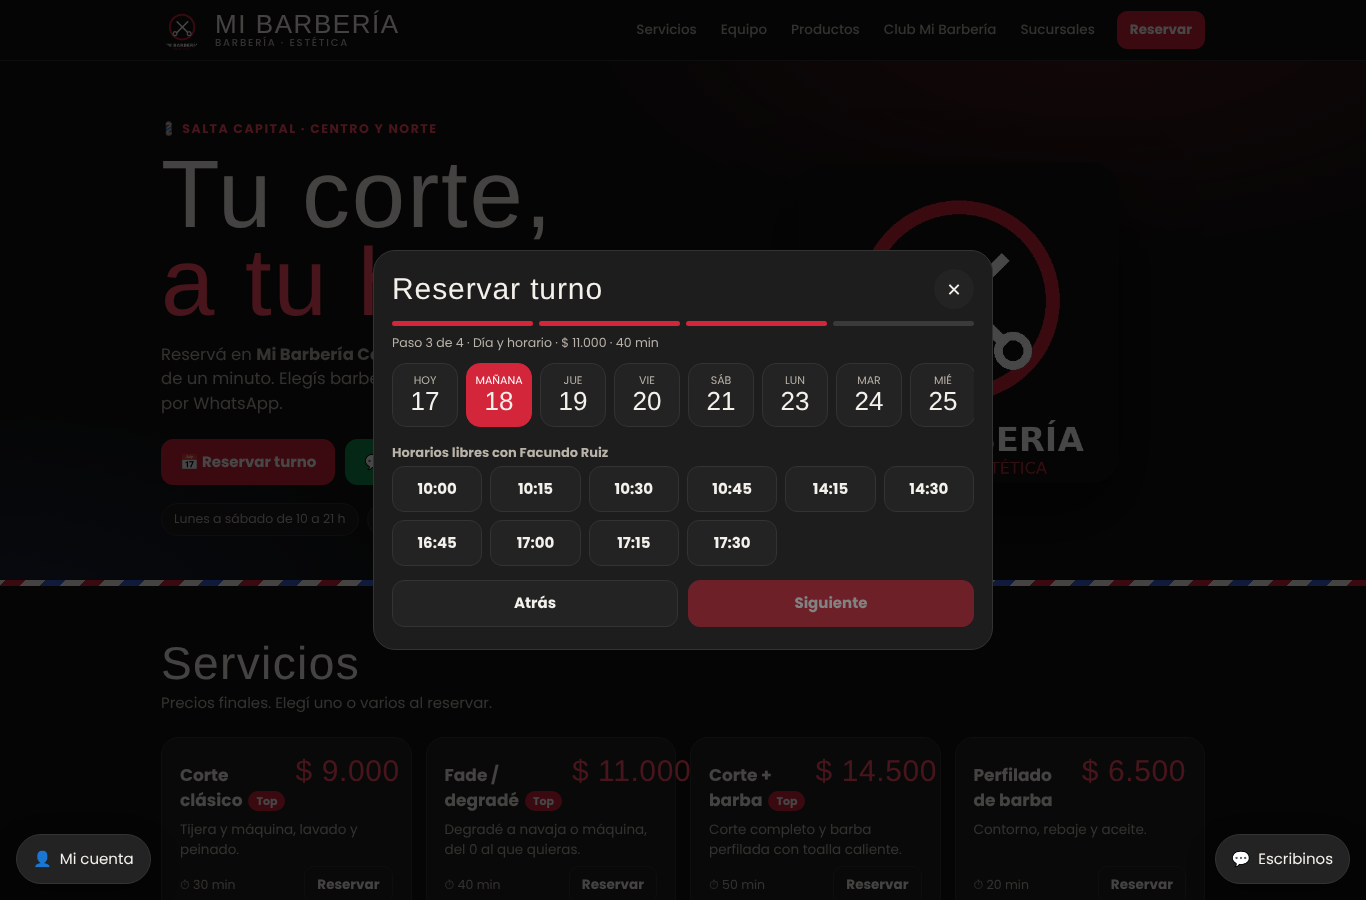 MI BARBERÍA
BARBERÍA · ESTÉTICA
Servicios
Equipo
Productos
Club Mi Barbería
Sucursales
Reservar
SALTA CAPITAL · CENTRO Y NORTE
Tu corte,
a tu
Reservá en Mi Barbería
de un minuto. Elegís
por WhatsApp.
📅 Reservar turno
Lunes a sábado de 10 a 21 h
Reservar turno
✕
Paso 3 de 4 · Día y horario · $ 11.000 · 40 min
HOY
17
MAÑANA
18
JUE
19
VIE
20
SÁB
21
LUN
23
MAR
24
MIÉ
25
Horarios libres con Facundo Ruiz
10:00
10:15
10:30
10:45
14:15
14:30
16:45
17:00
17:15
17:30
Atrás
Siguiente
Servicios
Precios finales. Elegí uno o varios al reservar.
Corte clásico Top
$ 9.000
Tijera y máquina, lavado y
peinado.
⏱ 30 min
Reservar
Fade /
degradé Top
$ 11.000
Degradé a navaja o máquina,
del 0 al que quieras.
⏱ 40 min
Reservar
Corte +
barba Top
$ 14.500
Corte completo y barba
perfilada con toalla caliente.
⏱ 50 min
Reservar
Perfilado
de barba
$ 6.500
Contorno, rebaje y aceite.
⏱ 20 min
Reservar
👤 Mi cuenta
💬 Escribinos